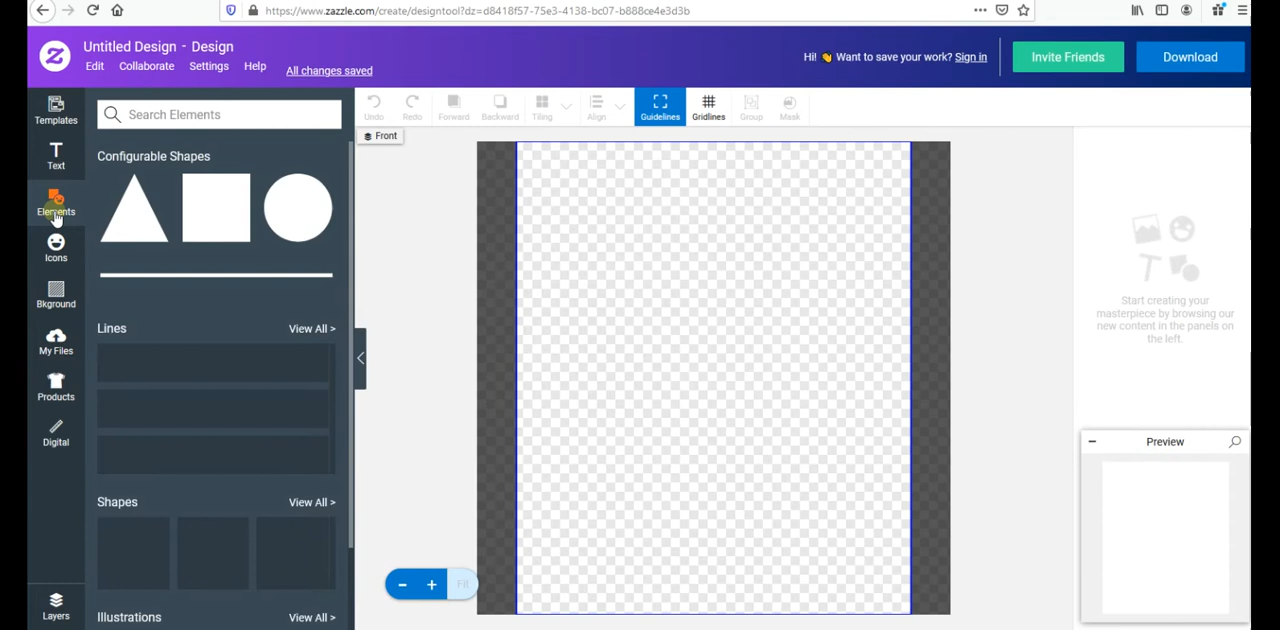 https://www.zazzle.com/create/designtool?dz=d8418f57-75e3-4138-bc07-b888ce4e3d3b
Z
Untitled Design - Design
Edit
Collaborate
Settings
Help
All changes saved
Hi! 👋 Want to save your work? Sign in
Invite Friends
Download
Templates
Text
Elements
Icons
Bkground
My Files
Products
Digital
Layers
Search Elements
Configurable Shapes
Lines
View All >
Shapes
View All >
Illustrations
View All >
Undo
Redo
Forward
Backward
Tiling
Align
Guidelines
Gridlines
Group
Mask
Front
− + Fit
Start creating your
masterpiece by browsing our
new content in the panels on
the left.
Preview